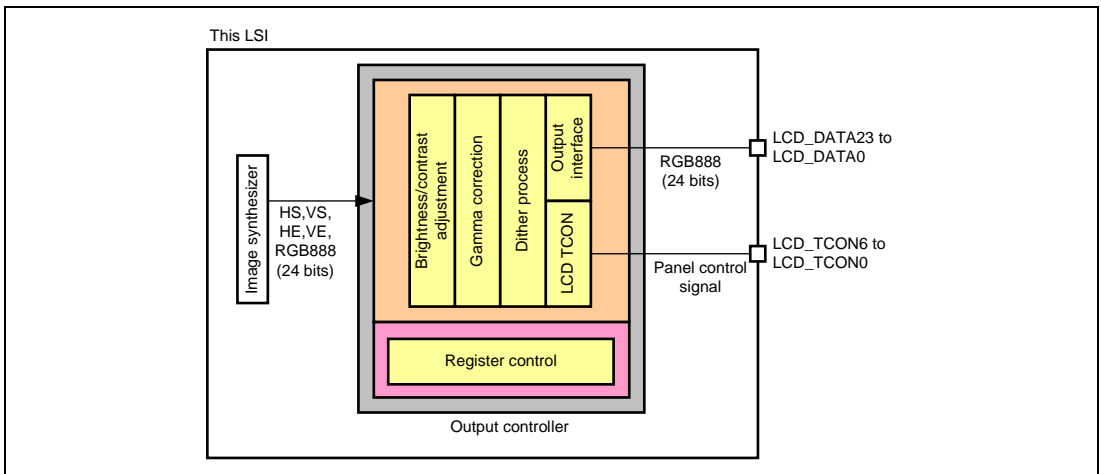 This LSI
Image synthesizer
HS,VS,
HE,VE,
RGB888
(24 bits)
Brightness/contrast
adjustment
Gamma correction
Dither process
Output
interface
LCD TCON
RGB888
(24 bits)
LCD_DATA23 to
LCD_DATA0
Panel control
signal
LCD_TCON6 to
LCD_TCON0
Register control
Output controller